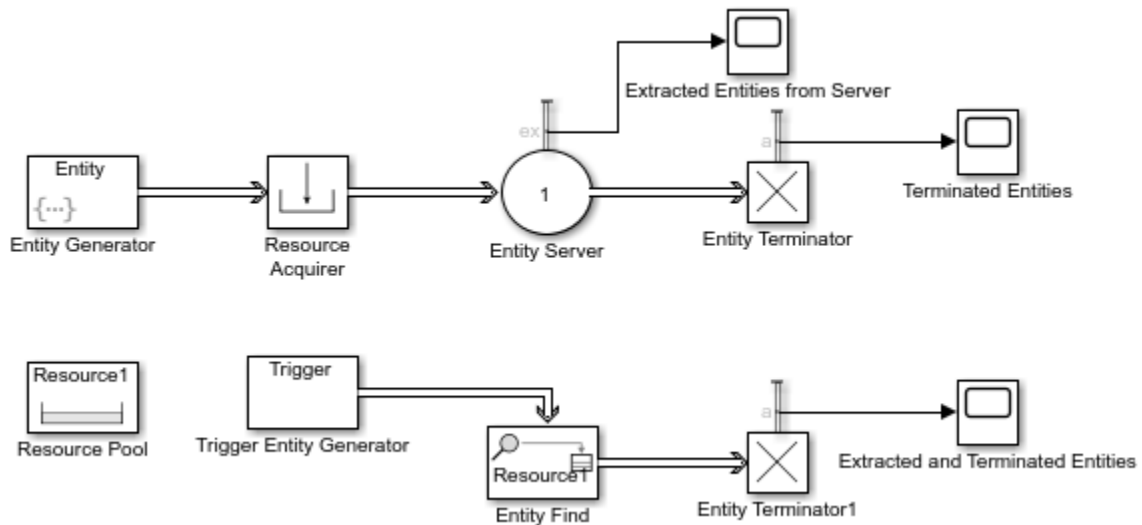 Extracted Entities from Server
ex
a
Entity
{...}
1
Terminated Entities
Entity Generator
Resource
Acquirer
Entity Server
Entity Terminator
Resource1
Resource Pool
Trigger
Trigger Entity Generator
a
Extracted and Terminated Entities
Resource1
Entity Find
Entity Terminator1